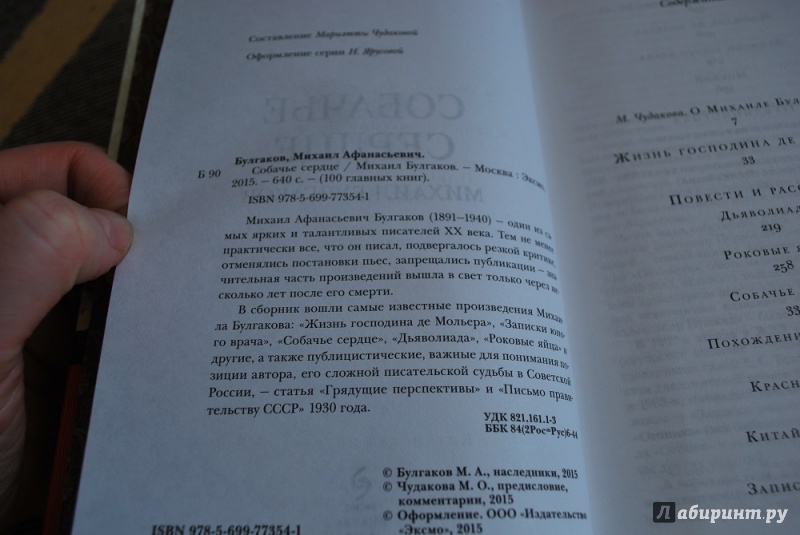 Составление Мариэтты Чудаковой
Оформление серии Н. Ярусовой
СОБАЧЬЕ
СЕРДЦЕ
МИХАИЛ
Булгаков, Михаил Афанасьевич.
Б 90 Собачье сердце / Михаил Булгаков. — Москва : Эксмо,
2015. — 640 с. — (100 главных книг).
ISBN 978-5-699-77354-1
Михаил Афанасьевич Булгаков (1891–1940) — один из са-
мых ярких и талантливых писателей XX века. Тем не менее
практически все, что он писал, подвергалось резкой критике,
отменялись постановки пьес, запрещались публикации — зна-
чительная часть произведений вышла в свет только через не-
сколько лет после его смерти.
В сборник вошли самые известные произведения Михаи-
ла Булгакова: «Жизнь господина де Мольера», «Записки юно-
го врача», «Собачье сердце», «Дьяволиада», «Роковые яйца» и
другие, а также публицистические, важные для понимания по-
зиции автора, его сложной писательской судьбы в Советской
России, — статья «Грядущие перспективы» и «Письмо прави-
тельству СССР» 1930 года.
УДК 821.161.1-3
ББК 84(2Рос=Рус)6-44
© Булгаков М. А., наследники, 2015
© Чудакова М. О., предисловие,
комментарии, 2015
© Оформление. ООО «Издательство
«Эксмо», 2015
ISBN 978-5-699-77354-1
Содержани
М. Чудакова. О Михаиле Бул
7
Жизнь господина де
33
Повести и расс
Дьяволиад
219
Роковые я
258
Собачье
33
Похождени
Красн
Китай
Запис
Лабиринт.ру